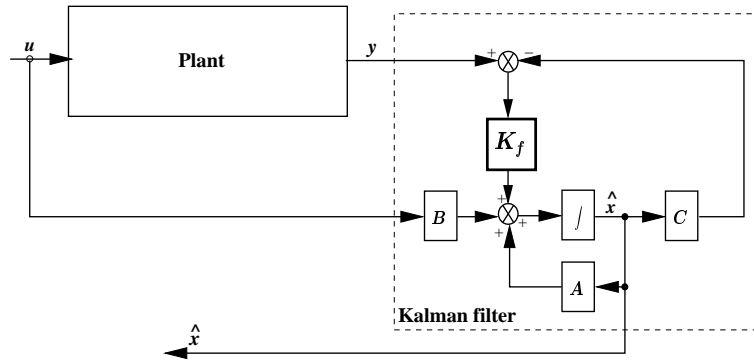 u
Plant
y
+
−
K_f
+
B
+
+
∫
x̂
C
A
Kalman filter
x̂